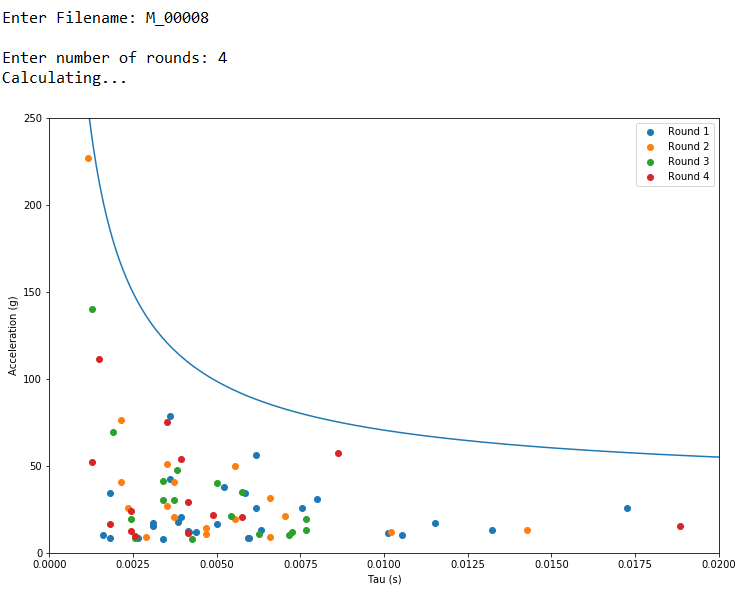 Enter Filename: M_00008
Enter number of rounds: 4
Calculating...
250
200
150
100
50
0
Acceleration (g)
Round 1
Round 2
Round 3
Round 4
0.0000 0.0025 0.0050 0.0075 0.0100 0.0125 0.0150 0.0175 0.0200
Tau (s)